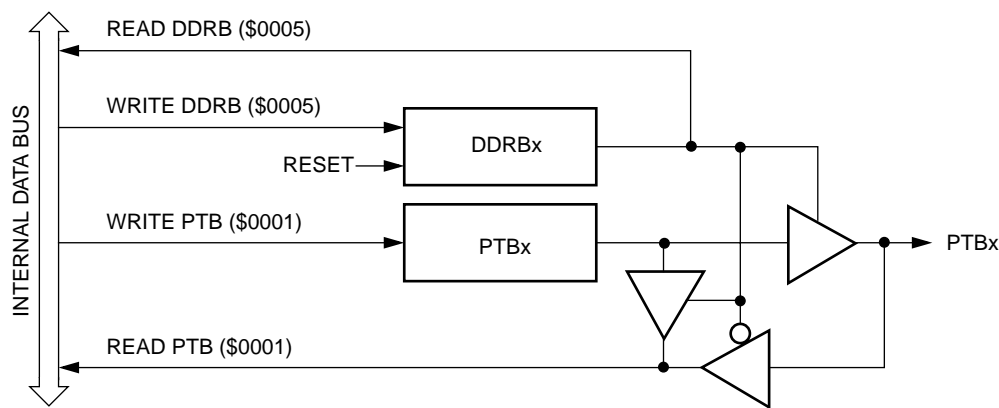 READ DDRB ($0005)
WRITE DDRB ($0005)
DDRBx
RESET
INTERNAL DATA BUS
WRITE PTB ($0001)
PTBx
PTBx
READ PTB ($0001)